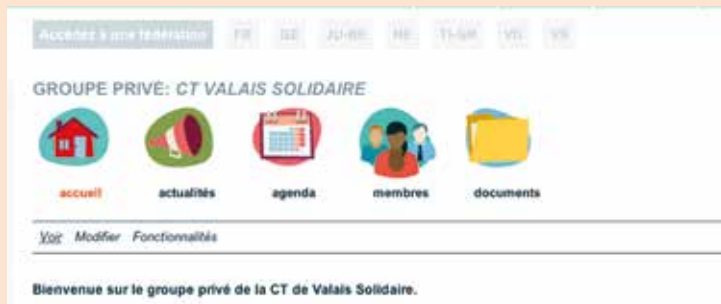 Accédez à une fédération FR GE JU-BE NE TI-GR VD VS
GROUPE PRIVÉ: CT VALAIS SOLIDAIRE
accueil actualités agenda membres documents
Voir Modifier Fonctionnalités
Bienvenue sur le groupe privé de la CT de Valais Solidaire.